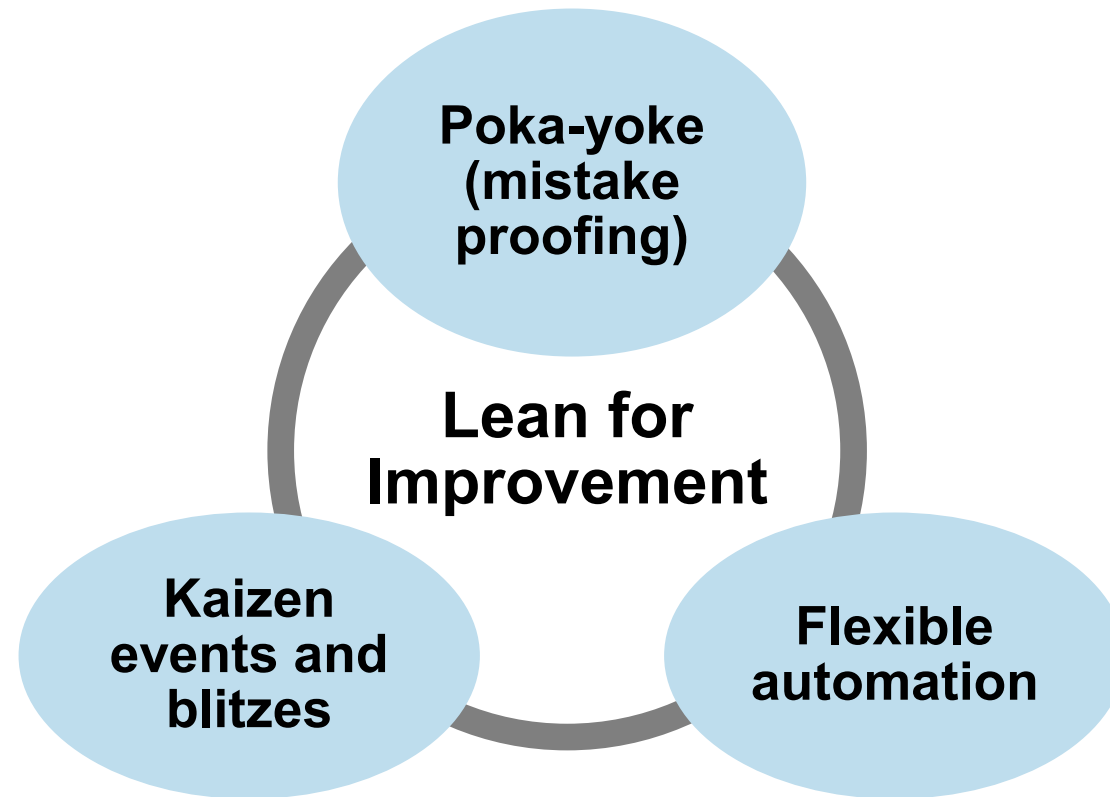 Poka-yoke
(mistake
proofing)
Lean for
Improvement
Kaizen
events and
blitzes
Flexible
automation